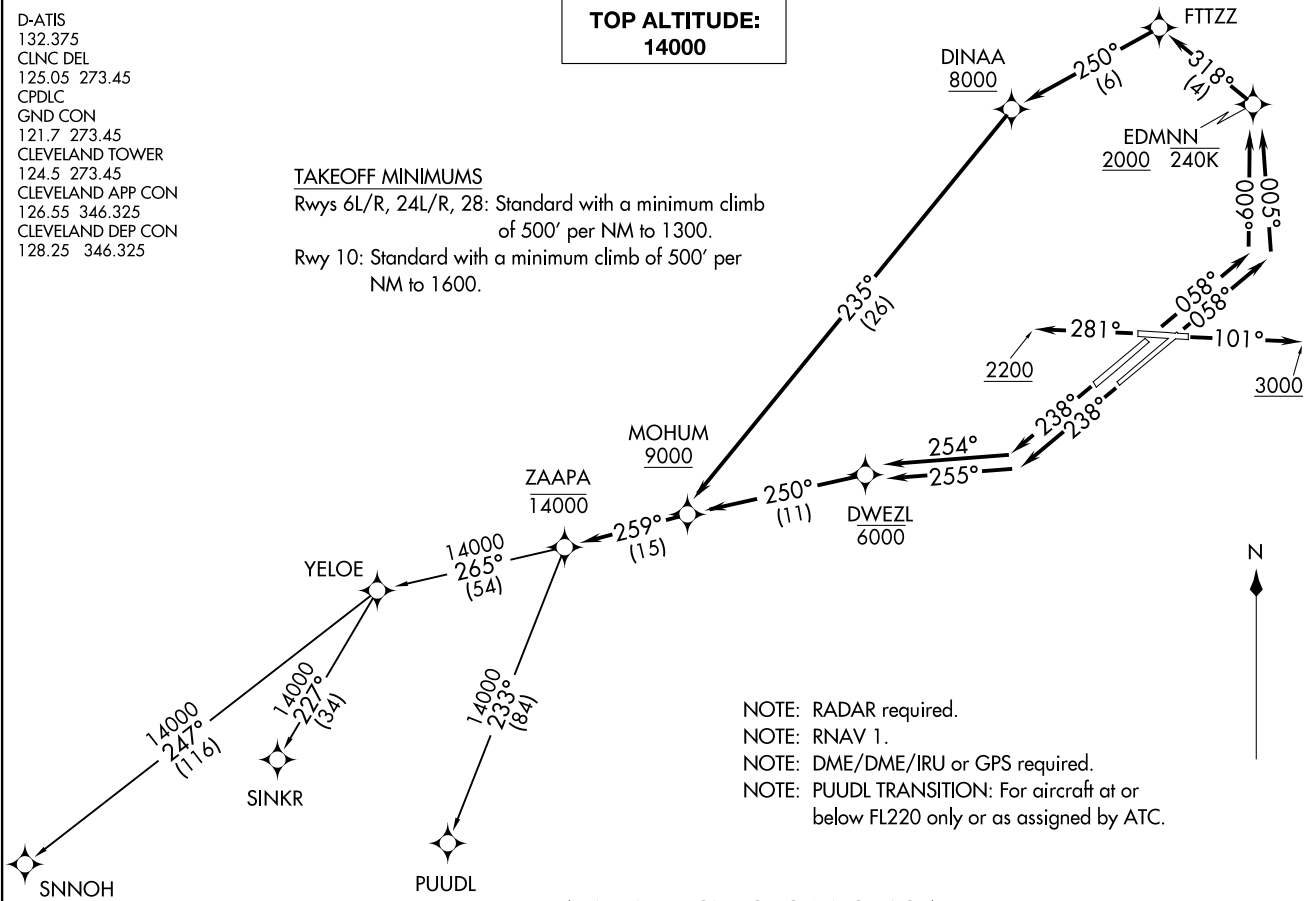 D-ATIS
132.375
CLNC DEL
125.05 273.45
CPDLC
GND CON
121.7 273.45
CLEVELAND TOWER
124.5 273.45
CLEVELAND APP CON
126.55 346.325
CLEVELAND DEP CON
128.25 346.325
TOP ALTITUDE:
14000
TAKEOFF MINIMUMS
Rwys 6L/R, 24L/R, 28: Standard with a minimum climb
of 500' per NM to 1300.
Rwy 10: Standard with a minimum climb of 500' per
NM to 1600.
FTTZZ
DINAA
8000
250°
(6)
318°
(4)
EDMNN
2000 240K
009°
005°
058°
058°
235°
(26)
281°
101°
2200
3000
238°
238°
254°
255°
MOHUM
9000
ZAAPA
14000
250°
(11)
DWEZL
6000
259°
(15)
14000
265°
(54)
YELOE
14000
247°
(116)
14000
227°
(34)
14000
233°
(84)
SINKR
SNNOH
PUUDL
N
NOTE: RADAR required.
NOTE: RNAV 1.
NOTE: DME/DME/IRU or GPS required.
NOTE: PUUDL TRANSITION: For aircraft at or
below FL220 only or as assigned by ATC.